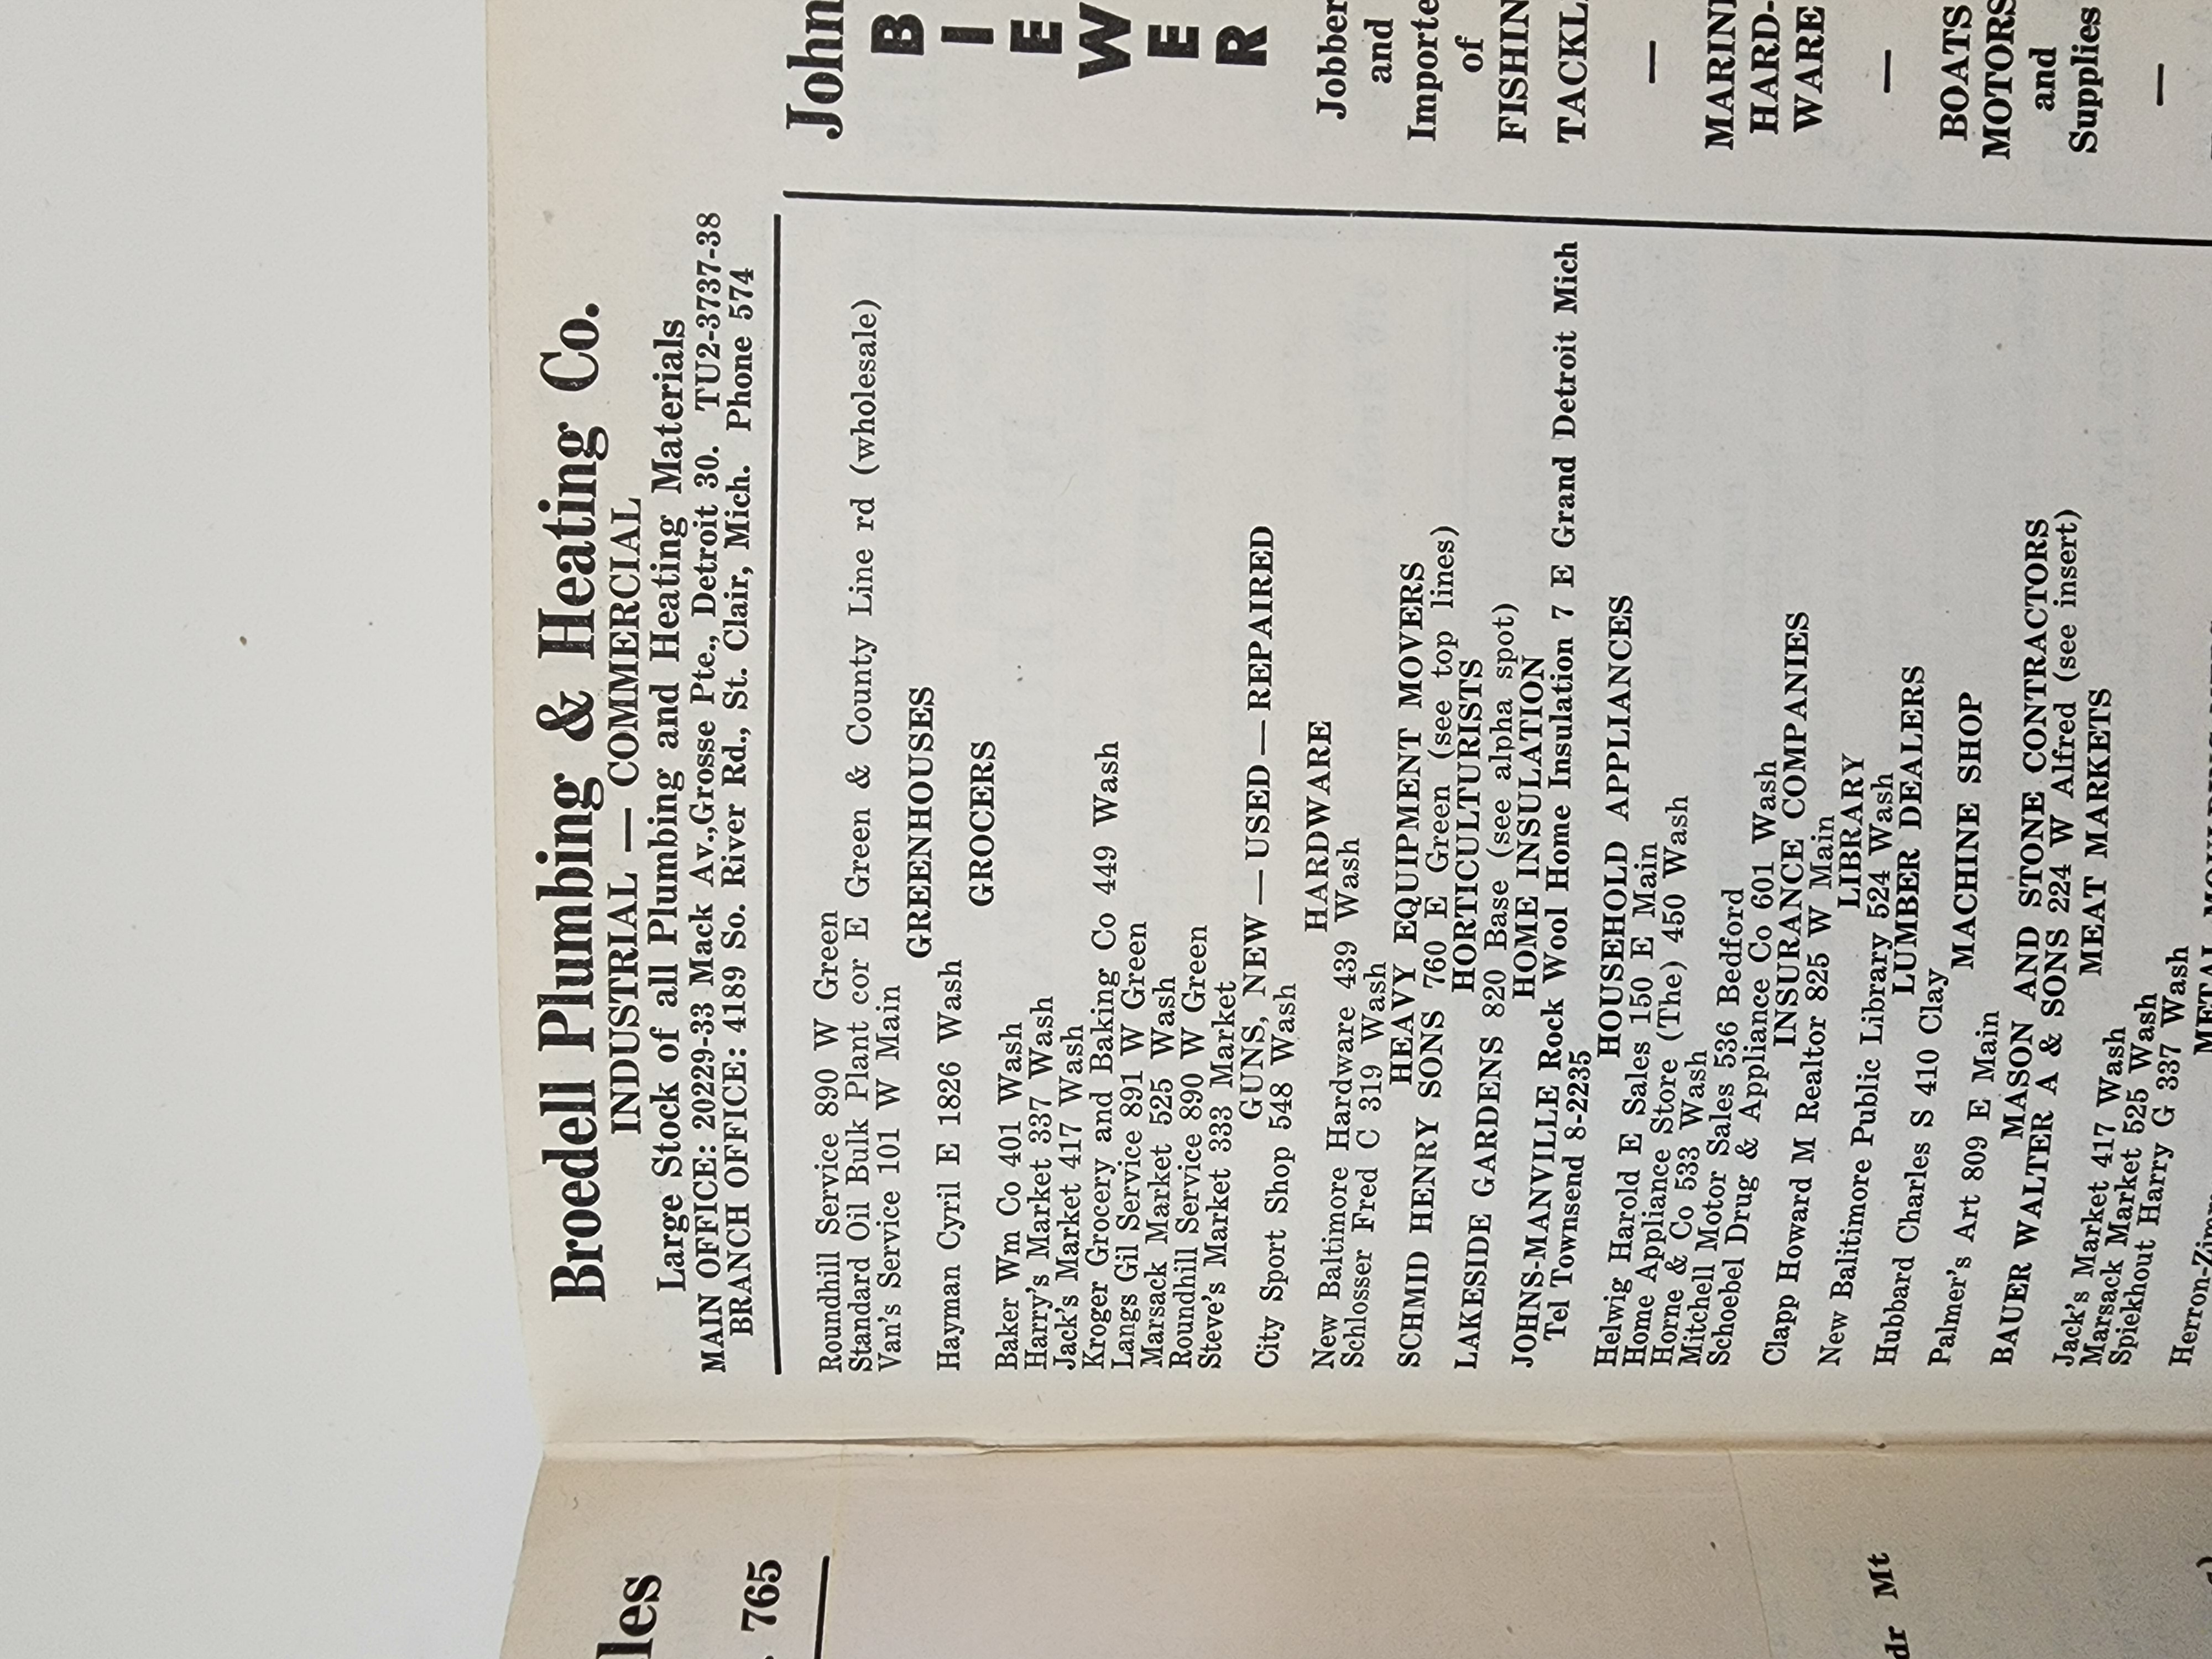 Broedell Plumbing & Heating Co.
INDUSTRIAL — COMMERCIAL
Large Stock of all Plumbing and Heating Materials
MAIN OFFICE: 20229-33 Mack Av.,Grosse Pte., Detroit 30. TU2-3737-38
BRANCH OFFICE: 4189 So. River Rd., St. Clair, Mich. Phone 574
Roundhill Service 890 W Green
Standard Oil Bulk Plant cor E Green & County Line rd (wholesale)
Van's Service 101 W Main
GREENHOUSES
Hayman Cyril E 1826 Wash
GROCERS
Baker Wm Co 401 Wash
Harry's Market 337 Wash
Jack's Market 417 Wash
Kroger Grocery and Baking Co 449 Wash
Langs Gil Service 891 W Green
Marsack Market 525 Wash
Roundhill Service 890 W Green
Steve's Market 333 Market
GUNS, NEW — USED — REPAIRED
City Sport Shop 548 Wash
HARDWARE
New Baltimore Hardware 439 Wash
Schlosser Fred C 319 Wash
HEAVY EQUIPMENT MOVERS
SCHMID HENRY SONS 760 E Green (see top lines)
HORTICULTURISTS
LAKESIDE GARDENS 820 Base (see alpha spot)
HOME INSULATION
JOHNS-MANVILLE Rock Wool Home Insulation 7 E Grand Detroit Mich
Tel Townsend 8-2235
HOUSEHOLD APPLIANCES
Helwig Harold E Sales 150 E Main
Home Appliance Store (The) 450 Wash
Horne & Co 533 Wash
Mitchell Motor Sales 536 Bedford
Schoebel Drug & Appliance Co 601 Wash
INSURANCE COMPANIES
Clapp Howard M Realtor 825 W Main
LIBRARY
New Balitimore Public Library 524 Wash
LUMBER DEALERS
Hubbard Charles S 410 Clay
MACHINE SHOP
Palmer's Art 809 E Main
MASON AND STONE CONTRACTORS
BAUER WALTER A & SONS 224 W Alfred (see insert)
MEAT MARKETS
Jack's Market 417 Wash
Marsack Market 525 Wash
Spiekhout Harry G 337 Wash
John
B
I
E
W
E
R
Jobber
and
Importe
of
FISHIN
TACKL
—
MARIN
HARD-
WARE
—
BOATS
MOTORS
and
Supplies
—
les
765
dr Mt